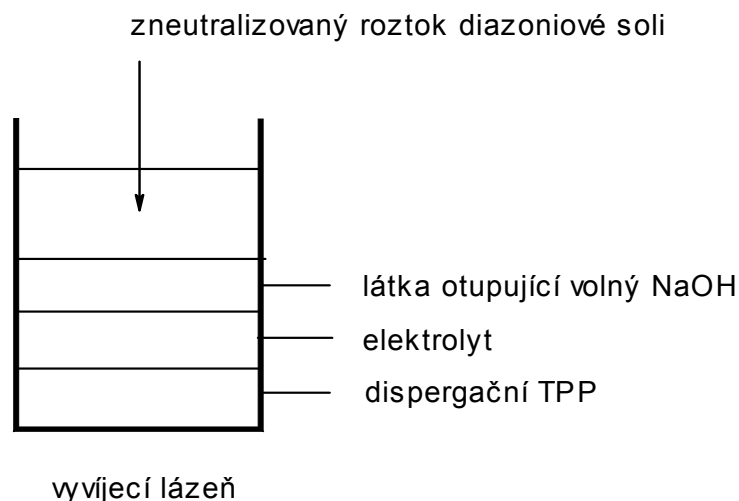 zneutralizovaný roztok diazoniové soli
látka otupující volný NaOH
elektrolyt
dispergační TPP
vyvíjecí lázeň